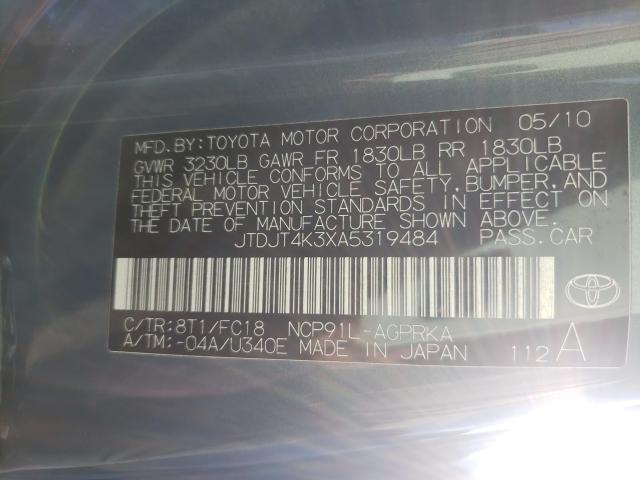 MFD.BY:TOYOTA MOTOR CORPORATION 05/10
GVWR 3230LB GAWR FR 1830LB RR 1830LB
THIS VEHICLE CONFORMS TO ALL APPLICABLE
FEDERAL MOTOR VEHICLE SAFETY,BUMPER,AND
THEFT PREVENTION STANDARDS IN EFFECT ON
THE DATE OF MANUFACTURE SHOWN ABOVE.
JTDJT4K3XA5319484 PASS.CAR
C/TR:8T1/FC18 NCP91L-AGPRKA
A/TM:-04A/U340E MADE IN JAPAN 112 A